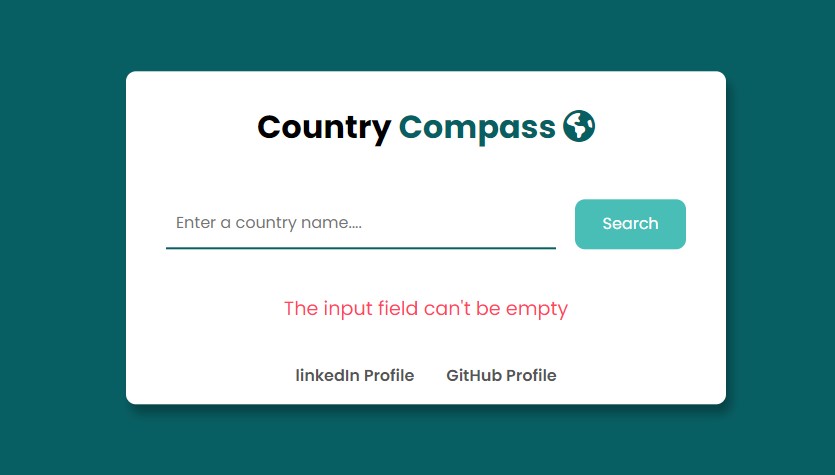 Country Compass
Enter a country name....
Search
The input field can't be empty
linkedIn Profile
GitHub Profile